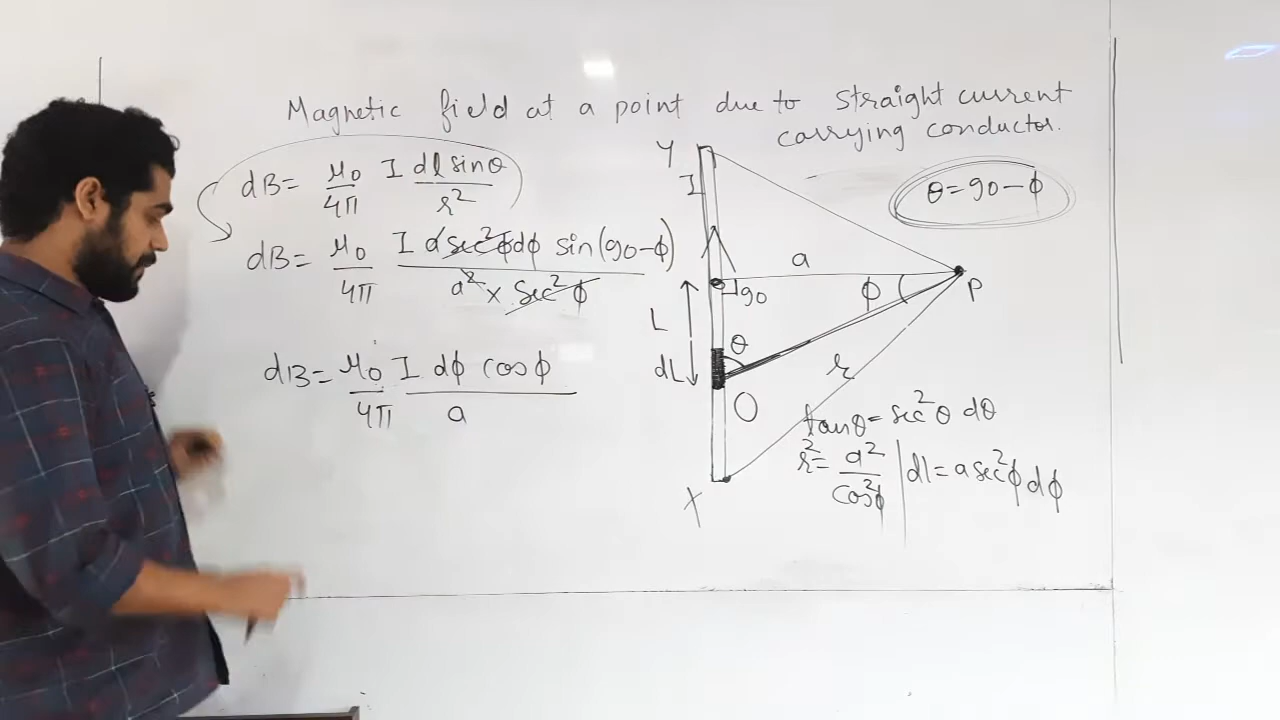 Magnetic field at a point due to straight current
carrying conductor.
dB = μ0/4π I dl sinθ/r²
dB = μ0/4π I dsec²ϕdϕ sin(90-ϕ)/a² x sec²ϕ
dB = μ0/4π I dϕ cosϕ/a
θ = 90 - ϕ
Y
I
a
P
ϕ
90
L
θ
dL
r
O
X
tanθ = sec²θ dθ
r² = a²/cos²ϕ | dl = a sec²ϕ dϕ